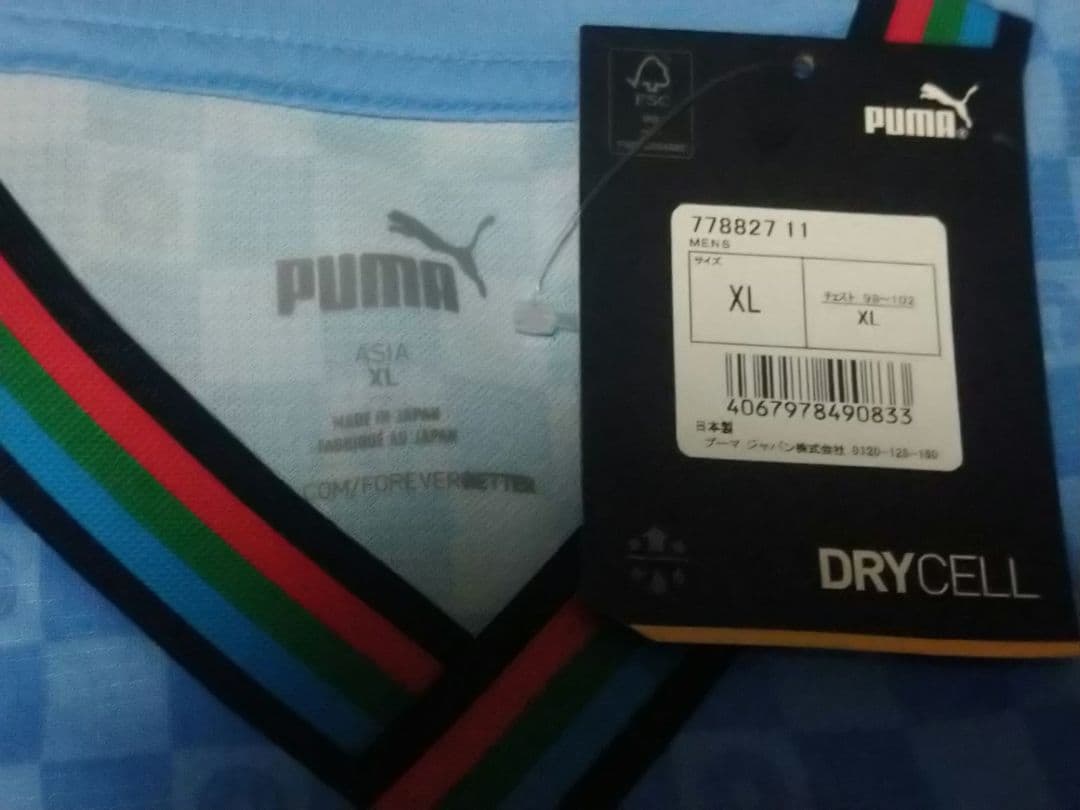 PUMA
ASIA
XL
MADE IN JAPAN
FABRIQUÉ AU JAPAN
.COM/FOREVERBETTER
FSC
PUMA
778827 11
MENS
サイズ
XL
チェスト 98~102
XL
4067978490833
日本製
プーマ ジャパン株式会社 0120-125-150
DRYCELL